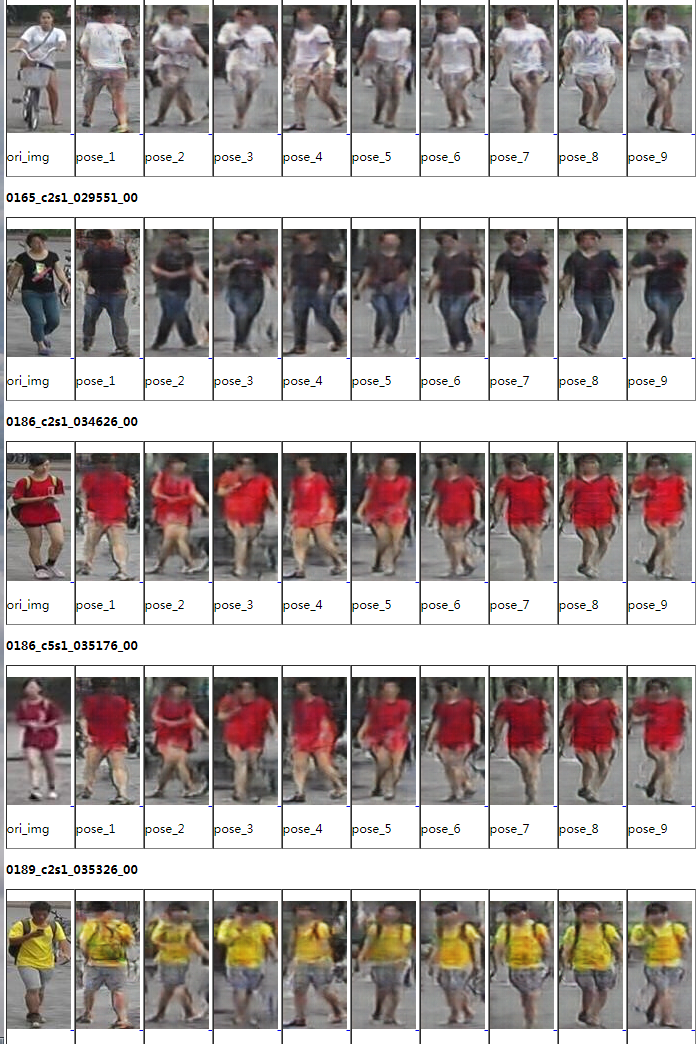 ori_img pose_1 pose_2 pose_3 pose_4 pose_5 pose_6 pose_7 pose_8 pose_9
0165_c2s1_029551_00
ori_img pose_1 pose_2 pose_3 pose_4 pose_5 pose_6 pose_7 pose_8 pose_9
0186_c2s1_034626_00
ori_img pose_1 pose_2 pose_3 pose_4 pose_5 pose_6 pose_7 pose_8 pose_9
0186_c5s1_035176_00
ori_img pose_1 pose_2 pose_3 pose_4 pose_5 pose_6 pose_7 pose_8 pose_9
0189_c2s1_035326_00